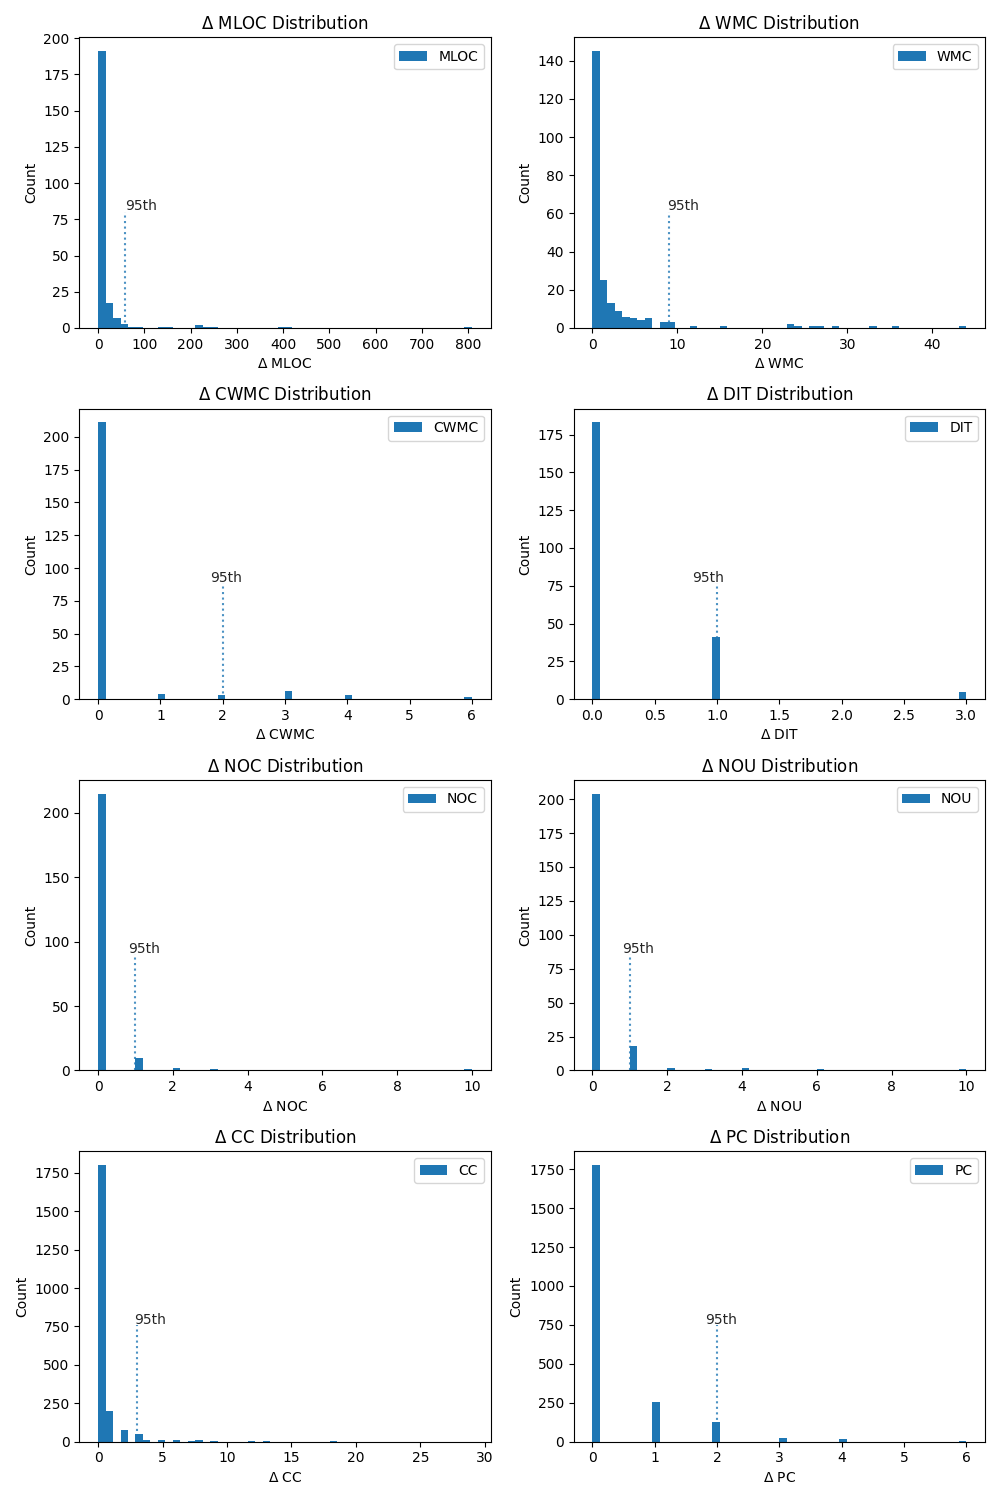 Δ MLOC Distribution
MLOC
200
175
150
125
100
75
50
25
0
Count
95th
0 100 200 300 400 500 600 700 800
Δ MLOC
Δ WMC Distribution
WMC
140
120
100
80
60
40
20
0
Count
95th
0 10 20 30 40
Δ WMC
Δ CWMC Distribution
CWMC
200
175
150
125
100
75
50
25
0
Count
95th
0 1 2 3 4 5 6
Δ CWMC
Δ DIT Distribution
DIT
175
150
125
100
75
50
25
0
Count
95th
0.0 0.5 1.0 1.5 2.0 2.5 3.0
Δ DIT
Δ NOC Distribution
NOC
200
150
100
50
0
Count
95th
0 2 4 6 8 10
Δ NOC
Δ NOU Distribution
NOU
200
175
150
125
100
75
50
25
0
Count
95th
0 2 4 6 8 10
Δ NOU
Δ CC Distribution
CC
1750
1500
1250
1000
750
500
250
0
Count
95th
0 5 10 15 20 25 30
Δ CC
Δ PC Distribution
PC
1750
1500
1250
1000
750
500
250
0
Count
95th
0 1 2 3 4 5 6
Δ PC